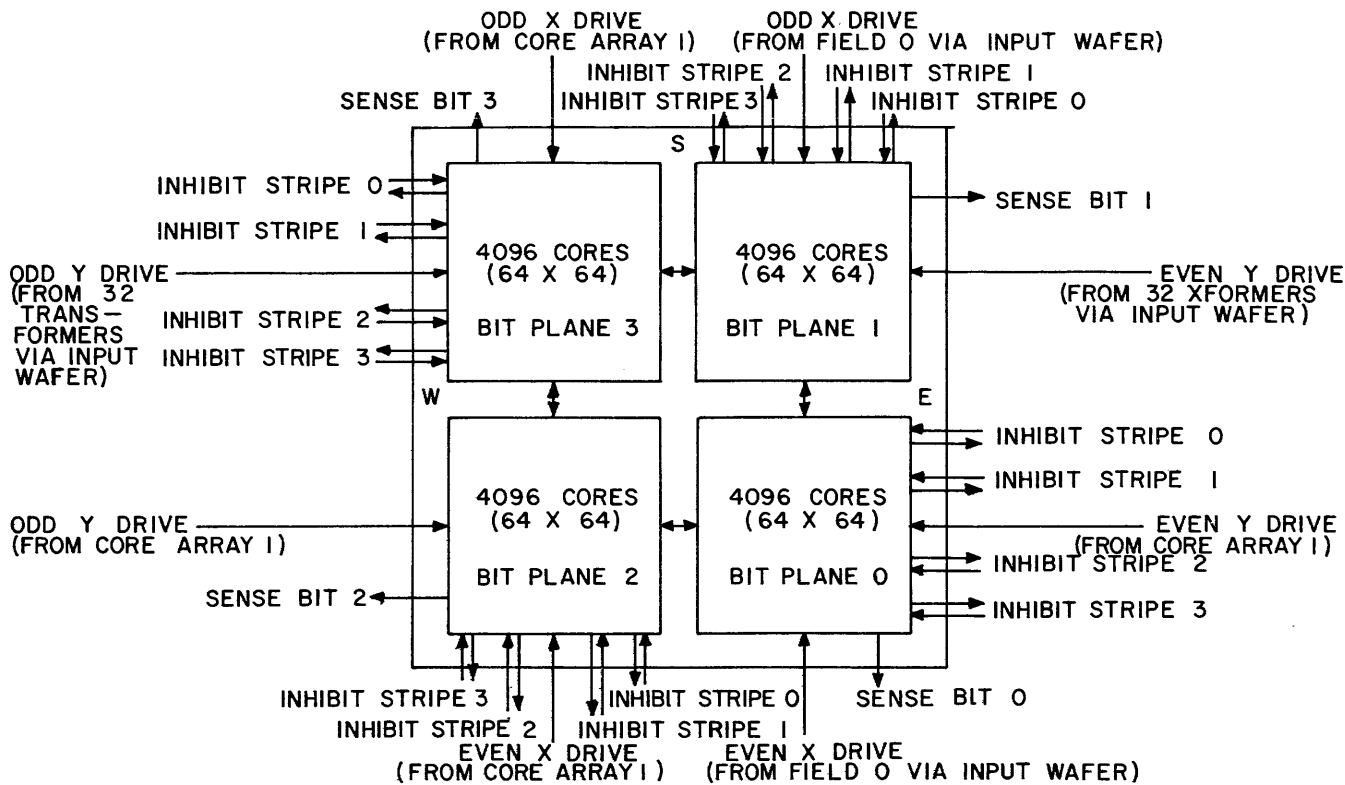 ODD X DRIVE
(FROM CORE ARRAY 1)
ODD X DRIVE
(FROM FIELD 0 VIA INPUT WAFER)
INHIBIT STRIPE 2
INHIBIT STRIPE 1
SENSE BIT 3
INHIBIT STRIPE 3
INHIBIT STRIPE 0
S
INHIBIT STRIPE 0
SENSE BIT 1
INHIBIT STRIPE 1
4096 CORES
(64 X 64)
BIT PLANE 3
4096 CORES
(64 X 64)
BIT PLANE 1
ODD Y DRIVE
(FROM 32
TRANS-
FORMERS
VIA INPUT
WAFER)
EVEN Y DRIVE
(FROM 32 XFORMERS
VIA INPUT WAFER)
INHIBIT STRIPE 2
INHIBIT STRIPE 3
W
E
INHIBIT STRIPE 0
INHIBIT STRIPE 1
4096 CORES
(64 X 64)
BIT PLANE 2
4096 CORES
(64 X 64)
BIT PLANE 0
ODD Y DRIVE
(FROM CORE ARRAY 1)
EVEN Y DRIVE
(FROM CORE ARRAY 1)
INHIBIT STRIPE 2
SENSE BIT 2
INHIBIT STRIPE 3
INHIBIT STRIPE 3
INHIBIT STRIPE 0
SENSE BIT 0
INHIBIT STRIPE 2
INHIBIT STRIPE 1
EVEN X DRIVE
(FROM CORE ARRAY 1)
EVEN X DRIVE
(FROM FIELD 0 VIA INPUT WAFER)